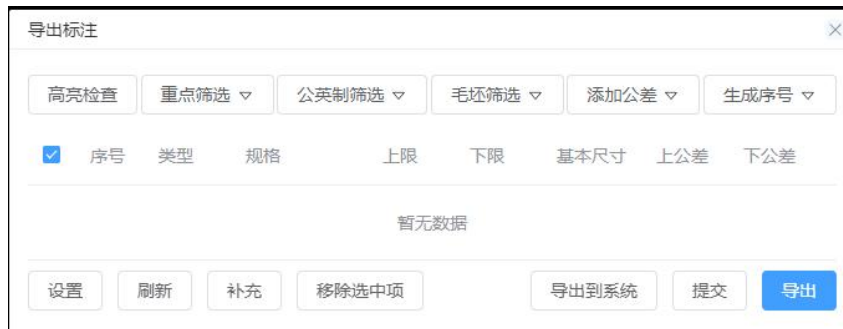 导出标注
高亮检查 重点筛选 公英制筛选 毛坯筛选 添加公差 生成序号
序号 类型 规格 上限 下限 基本尺寸 上公差 下公差
暂无数据
设置 刷新 补充 移除选中项 导出到系统 提交 导出